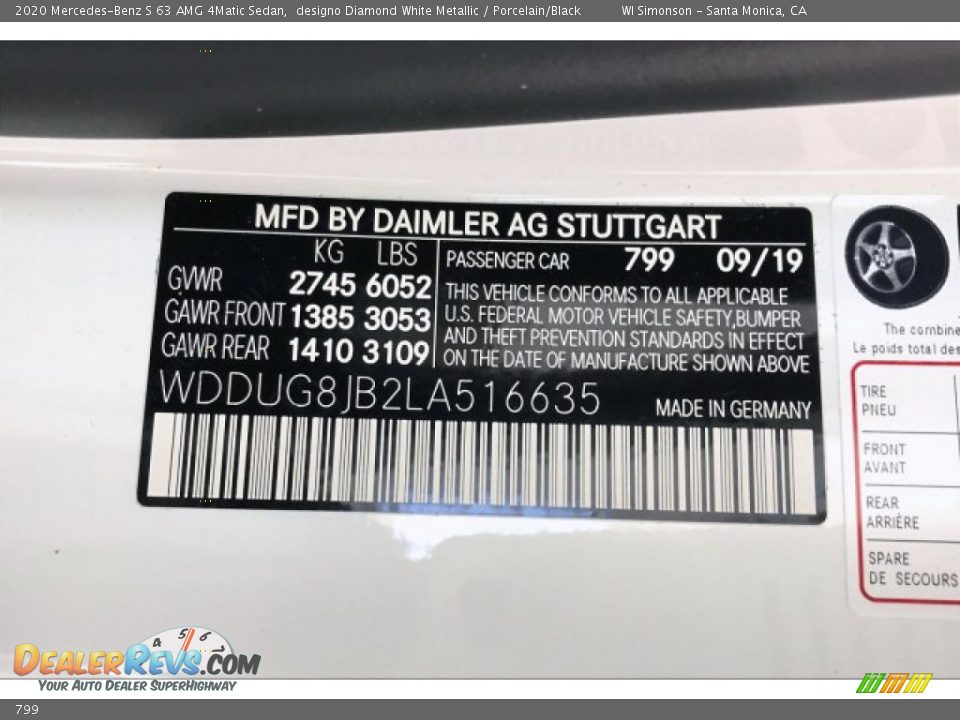 2020 Mercedes-Benz S 63 AMG 4Matic Sedan, designo Diamond White Metallic / Porcelain/Black WI Simonson - Santa Monica, CA
MFD BY DAIMLER AG STUTTGART
KG LBS
GVWR 2745 6052
GAWR FRONT 1385 3053
GAWR REAR 1410 3109
PASSENGER CAR 799 09/19
THIS VEHICLE CONFORMS TO ALL APPLICABLE
U.S. FEDERAL MOTOR VEHICLE SAFETY,BUMPER
AND THEFT PREVENTION STANDARDS IN EFFECT
ON THE DATE OF MANUFACTURE SHOWN ABOVE
WDDUG8JB2LA516635
MADE IN GERMANY
The combine
Le poids total des
TIRE
PNEU
FRONT
AVANT
REAR
ARRIÈRE
SPARE
DE SECOURS
4 5 6 7
DEALERREVS.COM
YOUR AUTO DEALER SUPERHIGHWAY
799